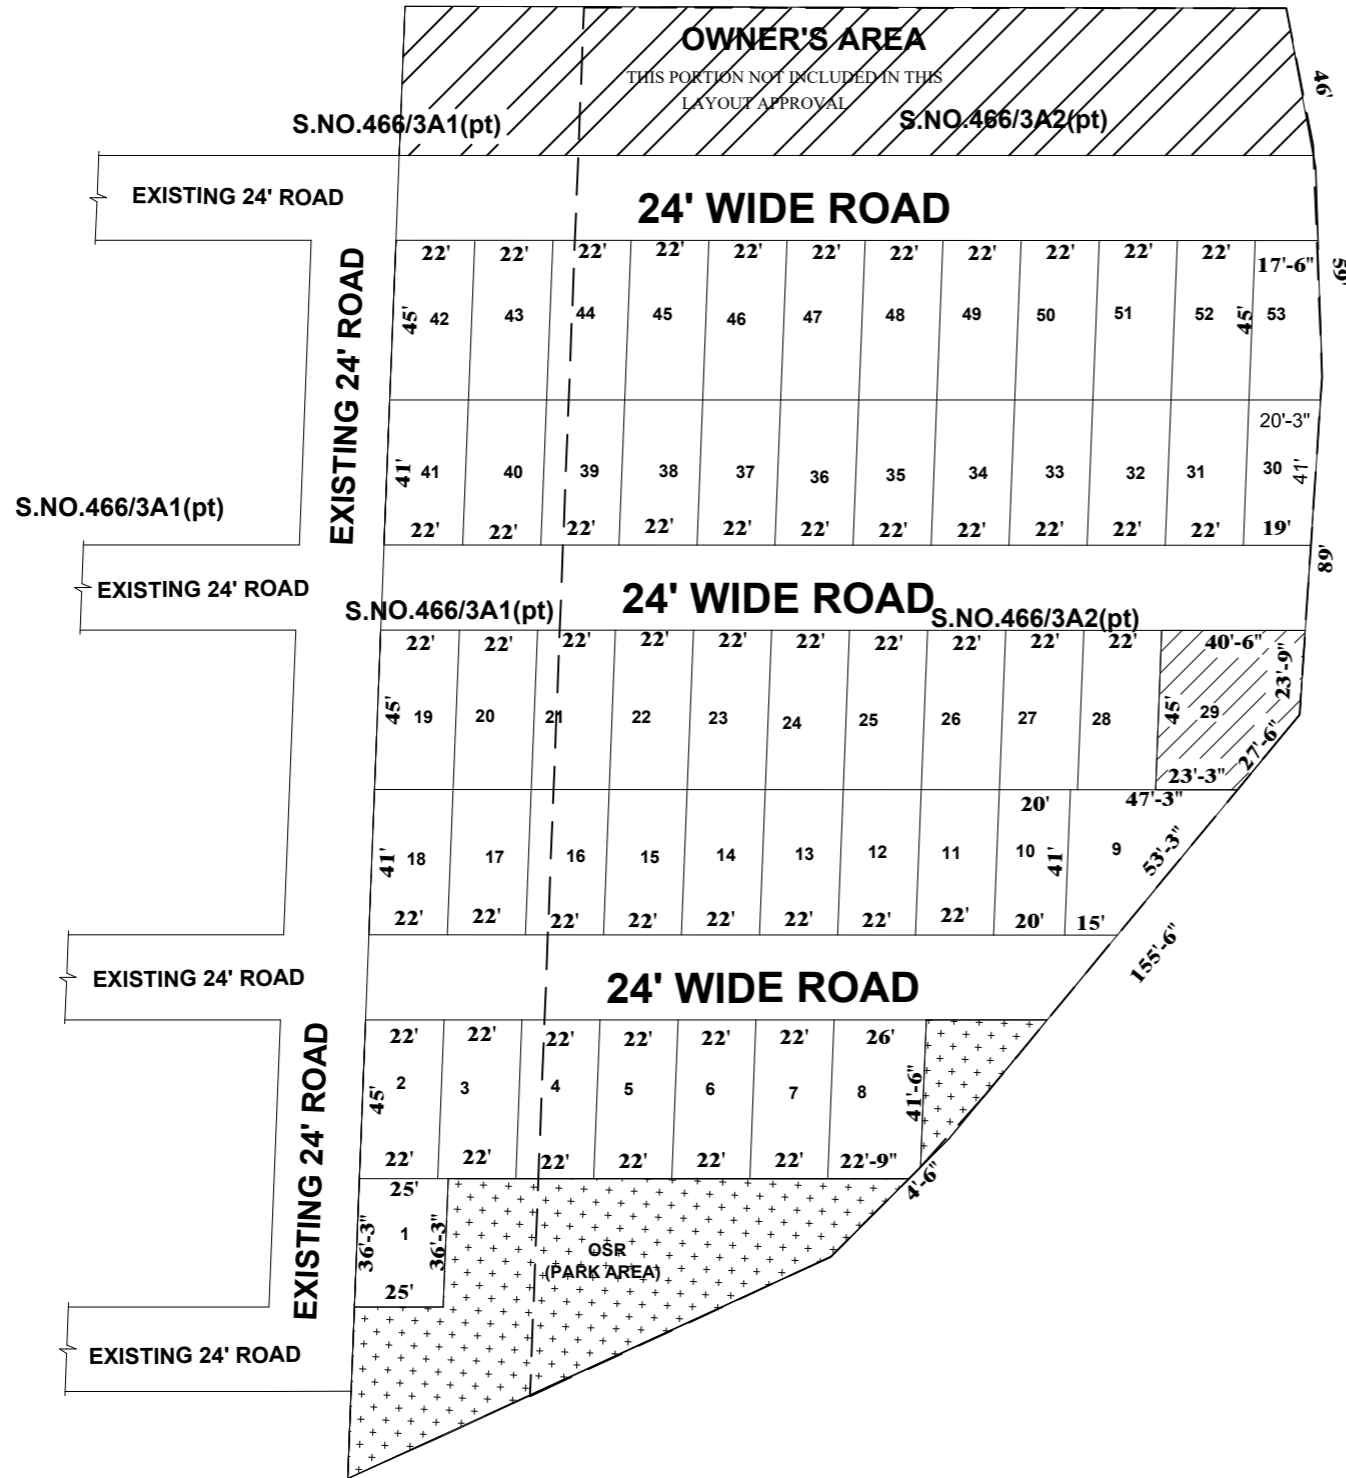 OWNER'S AREA
THIS PORTION NOT INCLUDED IN THIS
LAYOUT APPROVAL
46'
S.NO.466/3A1(pt)
S.NO.466/3A2(pt)
EXISTING 24' ROAD
24' WIDE ROAD
22' 22' 22' 22' 22' 22' 22' 22' 22' 22' 22' 17'-6"
59'
EXISTING 24' ROAD
45' 42 43 44 45 46 47 48 49 50 51 52 45' 53
20'-3"
41' 41 40 39 38 37 36 35 34 33 32 31 30 41'
S.NO.466/3A1(pt)
22' 22' 22' 22' 22' 22' 22' 22' 22' 22' 22' 19'
89'
EXISTING 24' ROAD
24' WIDE ROAD
S.NO.466/3A1(pt)
S.NO.466/3A2(pt)
22' 22' 22' 22' 22' 22' 22' 22' 22' 22' 40'-6"
23'-9"
45' 19 20 21 22 23 24 25 26 27 28 45' 29
27'-6"
23'-3"
20' 47'-3"
41' 18 17 16 15 14 13 12 11 10 41' 9 53'-3"
22' 22' 22' 22' 22' 22' 22' 22' 20' 15'
155'-6"
EXISTING 24' ROAD
24' WIDE ROAD
22' 22' 22' 22' 22' 22' 26'
EXISTING 24' ROAD
45' 2 3 4 5 6 7 8 41'-6"
22' 22' 22' 22' 22' 22' 22'-9"
4'-6"
25'
36'-3" 1 36'-3"
25'
OSR
(PARK AREA)
EXISTING 24' ROAD